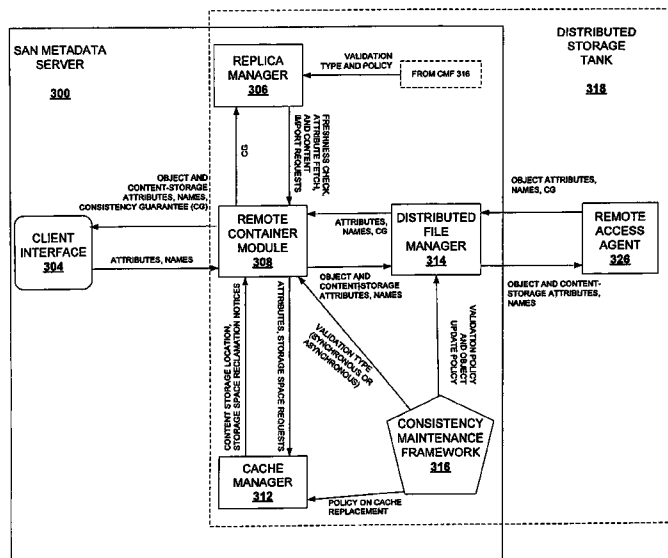 SAN METADATA
SERVER
300
DISTRIBUTED
STORAGE
TANK
318
REPLICA
MANAGER
306
VALIDATION
TYPE AND POLICY
FROM CMF 316
CG
FRESHNESS CHECK,
ATTRIBUTE FETCH,
AND CONTENT
IMPORT REQUESTS
OBJECT AND
CONTENT-STORAGE
ATTRIBUTES, NAMES,
CONSISTENCY GUARANTEE (CG)
CLIENT
INTERFACE
304
ATTRIBUTES, NAMES
REMOTE
CONTAINER
MODULE
308
ATTRIBUTES,
NAMES, CG
OBJECT AND
CONTENT-STORAGE
ATTRIBUTES, NAMES
DISTRIBUTED
FILE
MANAGER
314
OBJECT ATTRIBUTES,
NAMES, CG
REMOTE
ACCESS
AGENT
326
OBJECT AND CONTENT-
STORAGE ATTRIBUTES,
NAMES
CONTENT STORAGE LOCATION,
STORAGE SPACE RECLAMATION NOTICES
ATTRIBUTES, STORAGE SPACE REQUESTS
VALIDATION TYPE
(SYNCHRONOUS OR
ASYNCHRONOUS)
VALIDATION POLICY
AND OBJECT
UPDATE POLICY
CONSISTENCY
MAINTENANCE
FRAMEWORK
316
CACHE
MANAGER
312
POLICY ON CACHE
REPLACEMENT